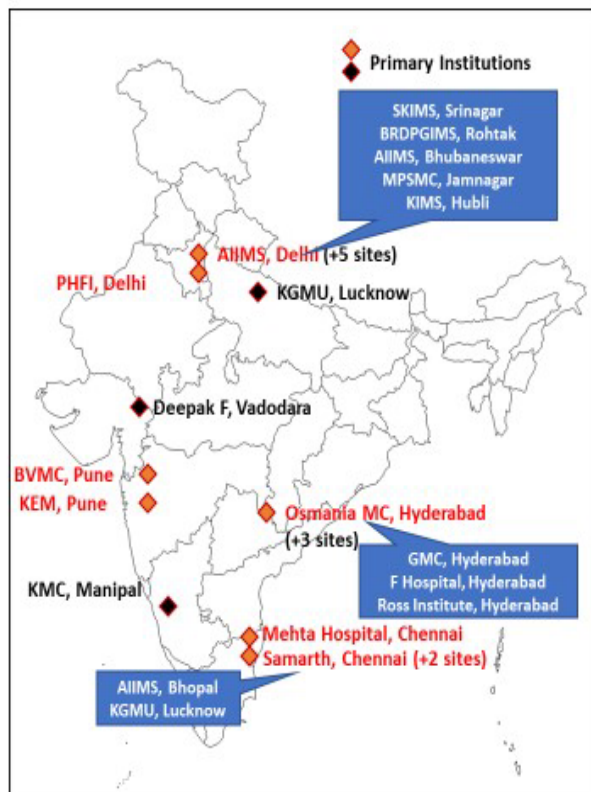 Primary Institutions
SKIMS, Srinagar
BRDPGIMS, Rohtak
AIIMS, Bhubaneswar
MPSMC, Jamnagar
KIMS, Hubli
AIIMS, Delhi (+5 sites)
PHFI, Delhi
KGMU, Lucknow
Deepak F, Vadodara
BVMC, Pune
KEM, Pune
Osmania MC, Hyderabad
(+3 sites)
GMC, Hyderabad
F Hospital, Hyderabad
Ross Institute, Hyderabad
KMC, Manipal
Mehta Hospital, Chennai
Samarth, Chennai (+2 sites)
AIIMS, Bhopal
KGMU, Lucknow